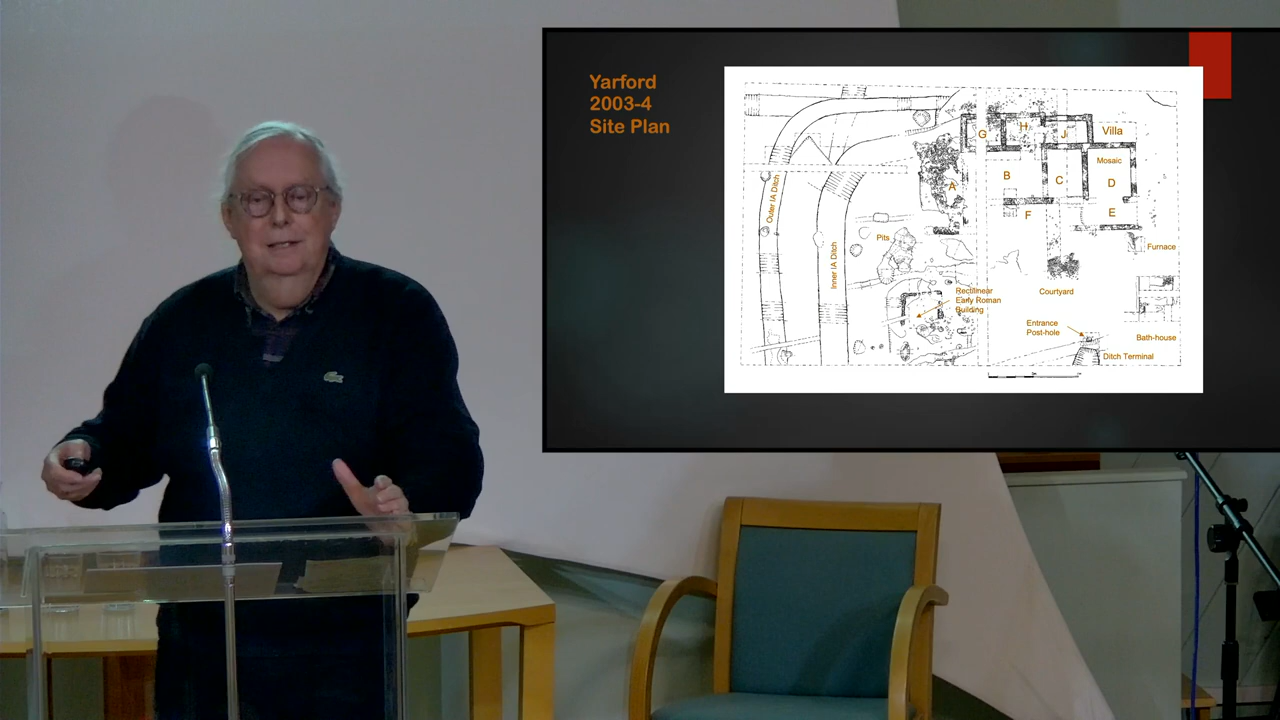 Yarford
2003-4
Site Plan
Outer IA Ditch
Inner IA Ditch
Pits
A
G
H
J
Villa
B
C
Mosaic
D
F
E
Furnace
Courtyard
Rectilinear
Early Roman
Building
Entrance
Post-hole
Bath-house
Ditch Terminal